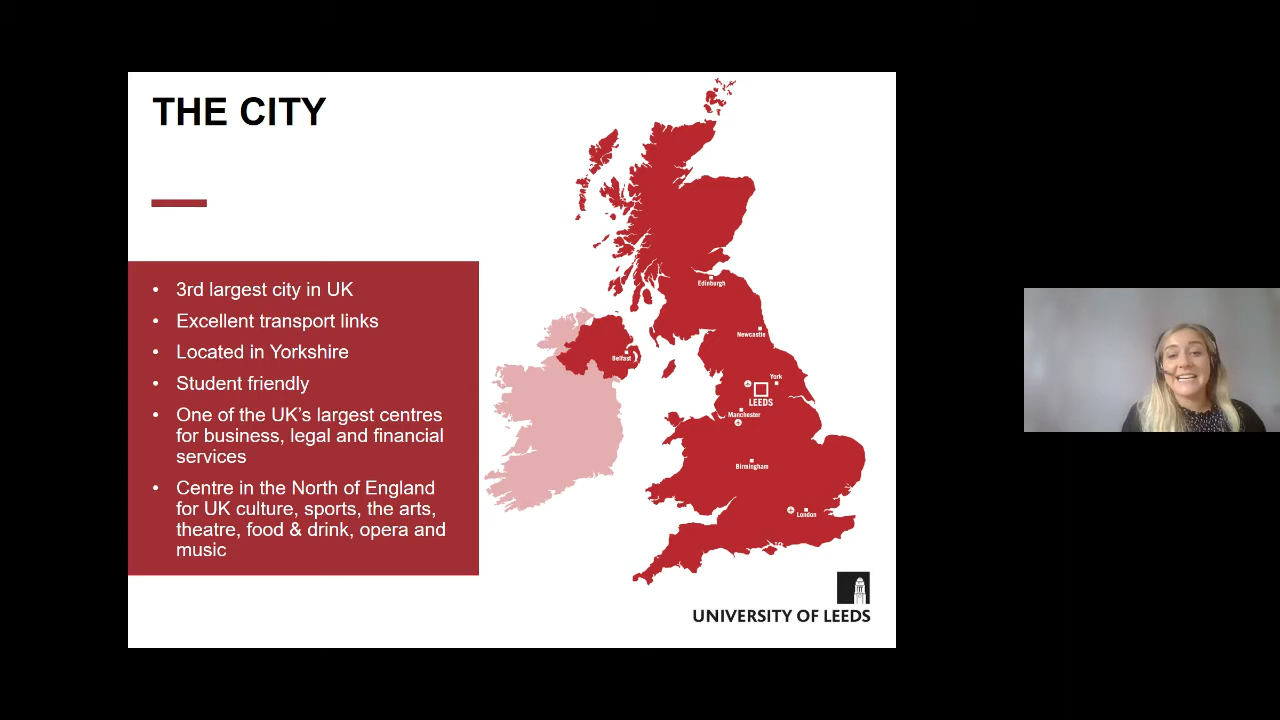 THE CITY
• 3rd largest city in UK
• Excellent transport links
• Located in Yorkshire
• Student friendly
• One of the UK's largest centres
for business, legal and financial
services
• Centre in the North of England
for UK culture, sports, the arts,
theatre, food & drink, opera and
music
Edinburgh
Newcastle
Belfast
York
LEEDS
Manchester
Birmingham
London
UNIVERSITY OF LEEDS